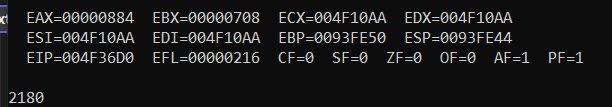 EAX=00000884 EBX=00000708 ECX=004F10AA EDX=004F10AA
ESI=004F10AA EDI=004F10AA EBP=0093FE50 ESP=0093FE44
EIP=004F36D0 EFL=00000216 CF=0 SF=0 ZF=0 OF=0 AF=1 PF=1
2180